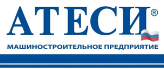 АТЕСИ®
МАШИНОСТРОИТЕЛЬНОЕ ПРЕДПРИЯТИЕ